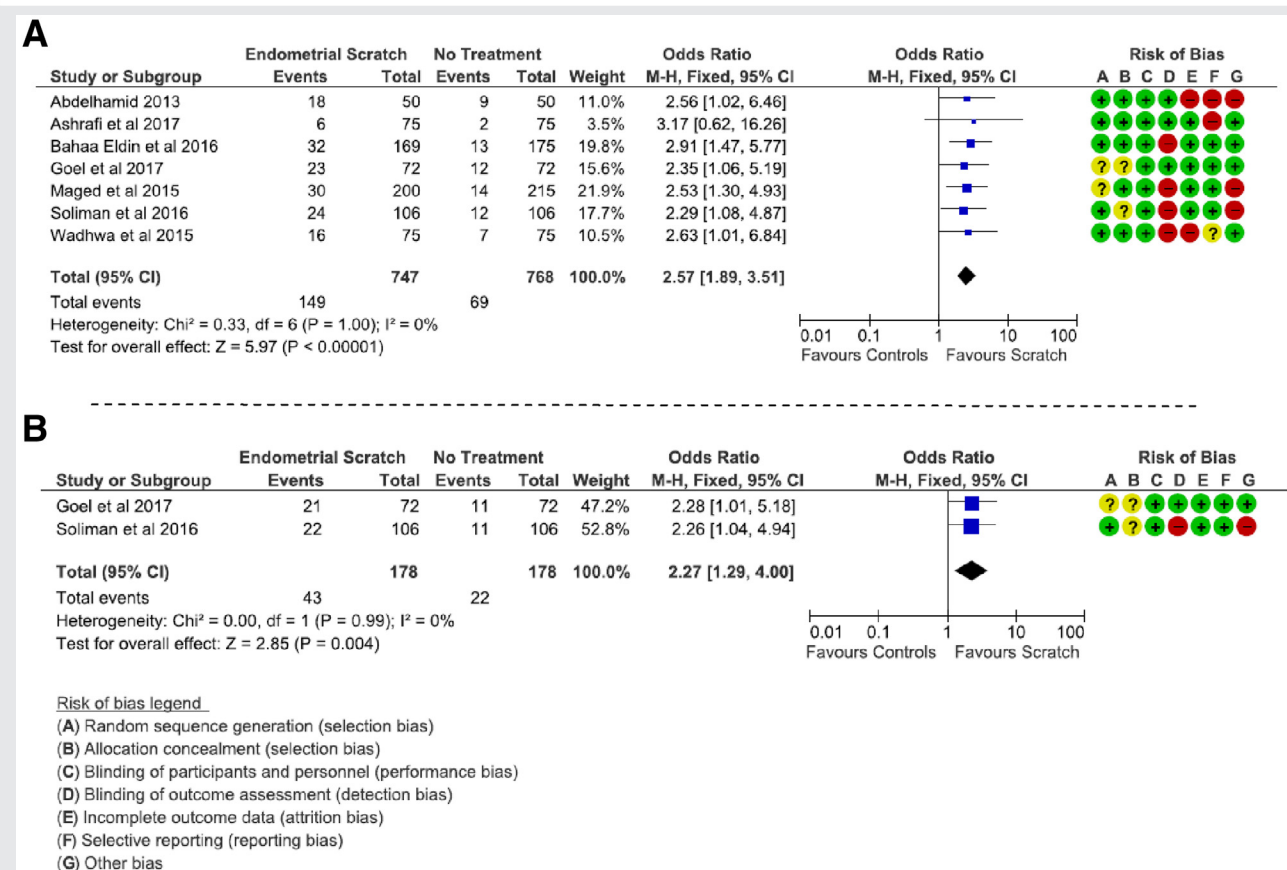 A
Endometrial Scratch No Treatment Odds Ratio Odds Ratio Risk of Bias
Study or Subgroup Events Total Events Total Weight M-H, Fixed, 95% CI M-H, Fixed, 95% CI A B C D E F G
Abdelhamid 2013 18 50 9 50 11.0% 2.56 [1.02, 6.46] + + + + − − −
Ashrafi et al 2017 6 75 2 75 3.5% 3.17 [0.62, 16.26] + + + + + − +
Bahaa Eldin et al 2016 32 169 13 175 19.8% 2.91 [1.47, 5.77] + + + − + + +
Goel et al 2017 23 72 12 72 15.6% 2.35 [1.06, 5.19] ? ? + + + + +
Maged et al 2015 30 200 14 215 21.9% 2.53 [1.30, 4.93] ? + + − + + −
Soliman et al 2016 24 106 12 106 17.7% 2.29 [1.08, 4.87] + ? + − + + −
Wadhwa et al 2015 16 75 7 75 10.5% 2.63 [1.01, 6.84] + + + − − ? +
Total (95% CI) 747 768 100.0% 2.57 [1.89, 3.51]
Total events 149 69
Heterogeneity: Chi² = 0.33, df = 6 (P = 1.00); I² = 0%
Test for overall effect: Z = 5.97 (P < 0.00001)
0.01 0.1 1 10 100
Favours Controls Favours Scratch
B
Endometrial Scratch No Treatment Odds Ratio Odds Ratio Risk of Bias
Study or Subgroup Events Total Events Total Weight M-H, Fixed, 95% CI M-H, Fixed, 95% CI A B C D E F G
Goel et al 2017 21 72 11 72 47.2% 2.28 [1.01, 5.18] ? ? + + + + +
Soliman et al 2016 22 106 11 106 52.8% 2.26 [1.04, 4.94] + ? + − + + −
Total (95% CI) 178 178 100.0% 2.27 [1.29, 4.00]
Total events 43 22
Heterogeneity: Chi² = 0.00, df = 1 (P = 0.99); I² = 0%
Test for overall effect: Z = 2.85 (P = 0.004)
0.01 0.1 1 10 100
Favours Controls Favours Scratch
Risk of bias legend
(A) Random sequence generation (selection bias)
(B) Allocation concealment (selection bias)
(C) Blinding of participants and personnel (performance bias)
(D) Blinding of outcome assessment (detection bias)
(E) Incomplete outcome data (attrition bias)
(F) Selective reporting (reporting bias)
(G) Other bias